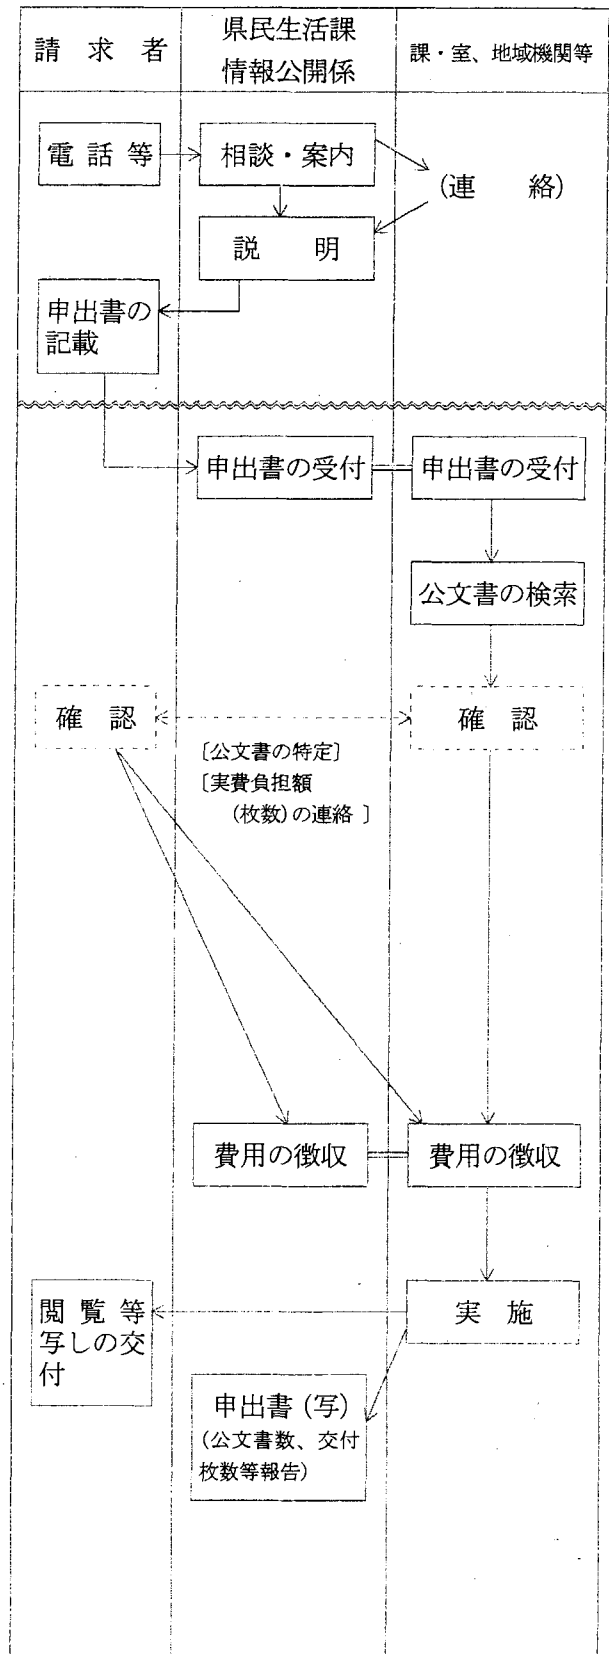 請求者
県民生活課
情報公開係
課・室、地域機関等
電話等
相談・案内
(連絡)
説明
申出書の
記載
申出書の受付
申出書の受付
公文書の検索
確認
確認
〔公文書の特定〕
〔実費負担額
(枚数)の連絡 〕
費用の徴収
費用の徴収
閲覧等
写しの交
付
実施
申出書(写)
(公文書数、交付
枚数等報告)